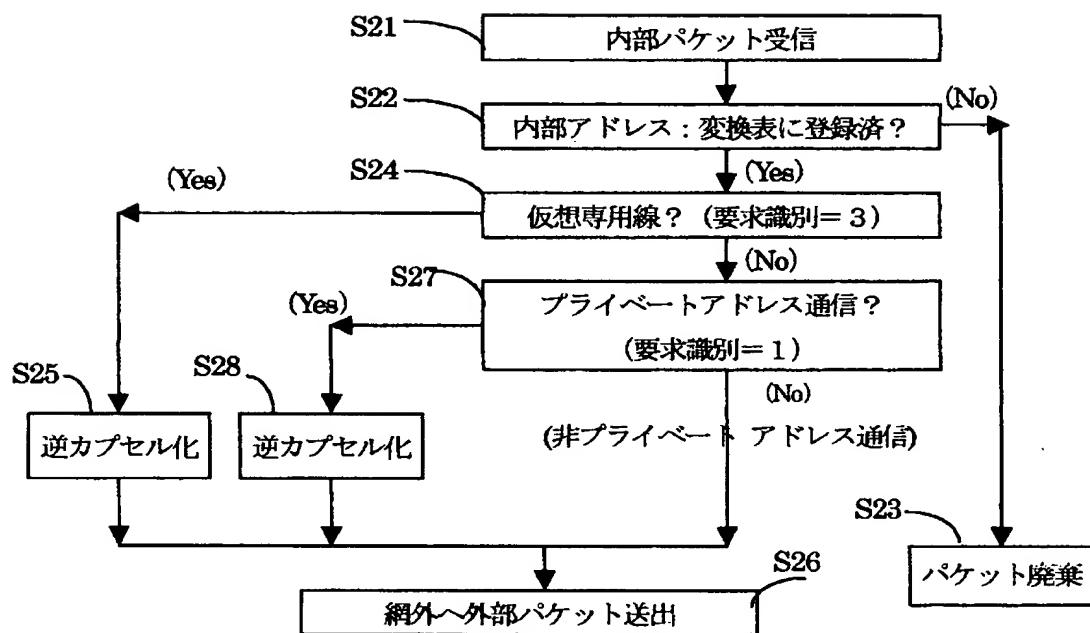 S21
内部パケット受信
S22
内部アドレス：変換表に登録済？
(No)
(Yes)
S24
(Yes)
仮想専用線？（要求識別＝３）
(No)
S27
(Yes)
プライベートアドレス通信？
（要求識別＝１）
(No)
S25
逆カプセル化
S28
逆カプセル化
(非プライベート アドレス通信)
S23
パケット廃棄
S26
網外へ外部パケット送出